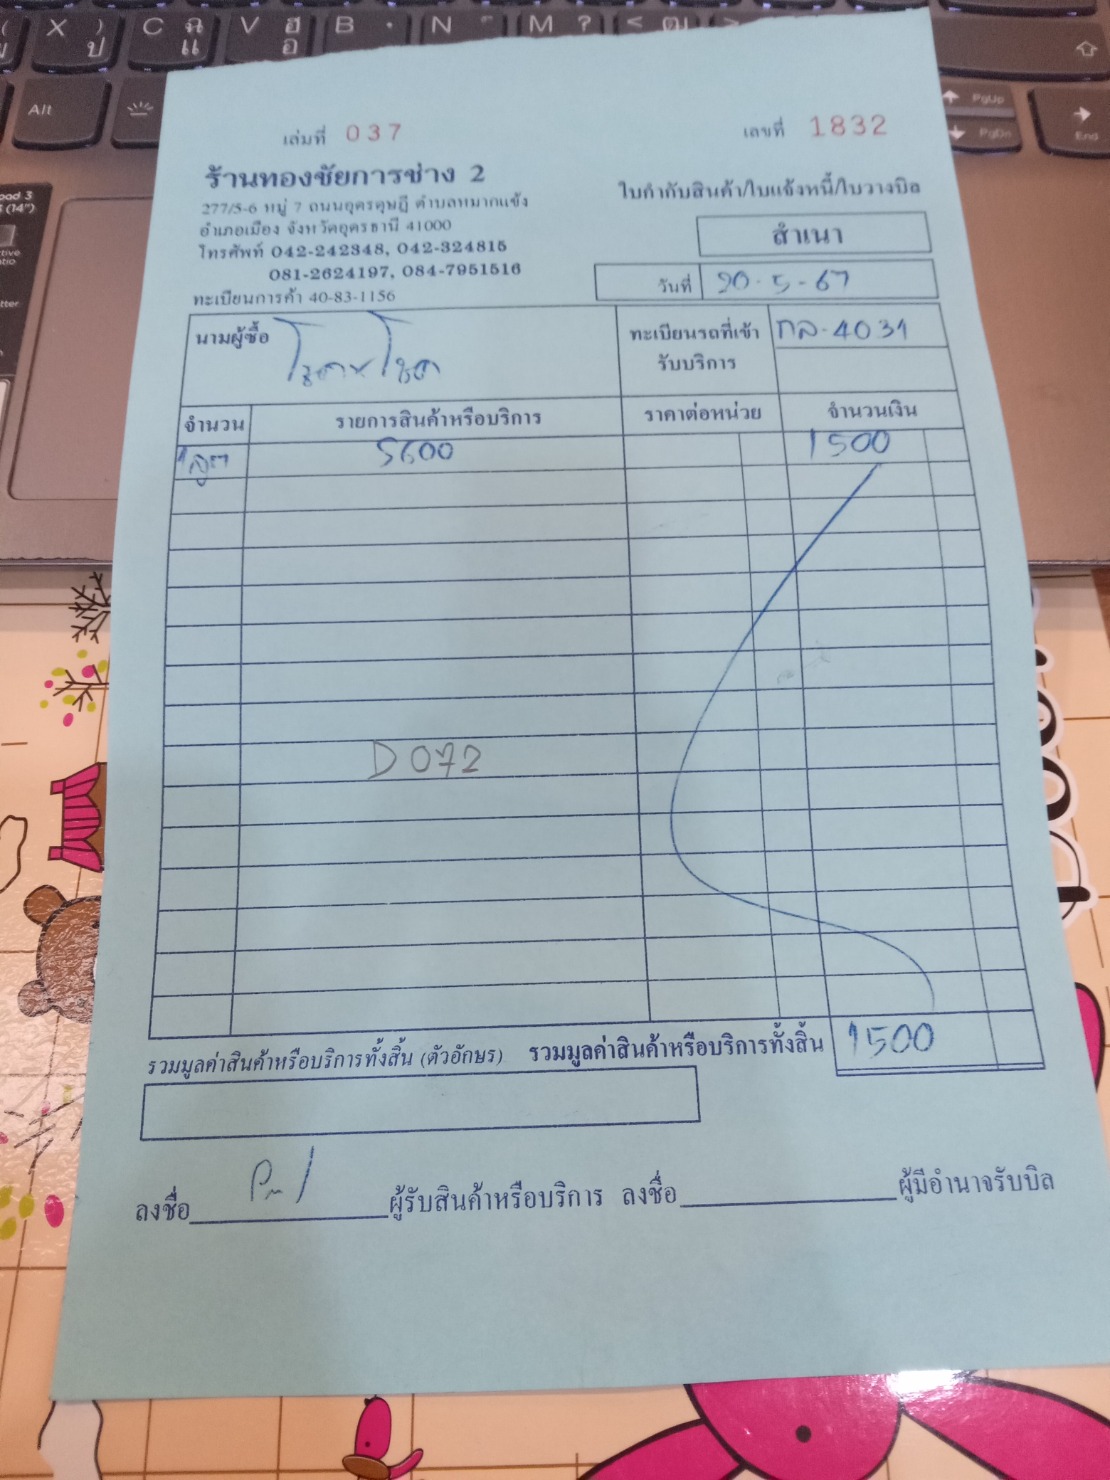 เล่มที่ 037
เลขที่ 1832
ร้านทองชัยการช่าง 2
277/5-6 หมู่ 7 ถนนอุดรดุษฎี ตำบลหมากแข้ง
อำเภอเมือง จังหวัดอุดรธานี 41000
โทรศัพท์ 042-242348, 042-324815
081-2624197, 084-7951516
ทะเบียนการค้า 40-83-1156
ใบกำกับสินค้า/ใบแจ้งหนี้/ใบวางบิล
สำเนา
วันที่ 20-5-67
นามผู้ซื้อ
ทะเบียนรถที่เข้า
รับบริการ
กล-4031
จำนวน รายการสินค้าหรือบริการ ราคาต่อหน่วย จำนวนเงิน
1 ลูก 5600 1500
D 072
รวมมูลค่าสินค้าหรือบริการทั้งสิ้น (ตัวอักษร) รวมมูลค่าสินค้าหรือบริการทั้งสิ้น 1500
ลงชื่อ ผู้รับสินค้าหรือบริการ ลงชื่อ ผู้มีอำนาจรับบิล
Alt
X ป
C ฉ แ
V ฮ อ
B
N
M ?
< ฒ
>
PgUp
PgDn
End